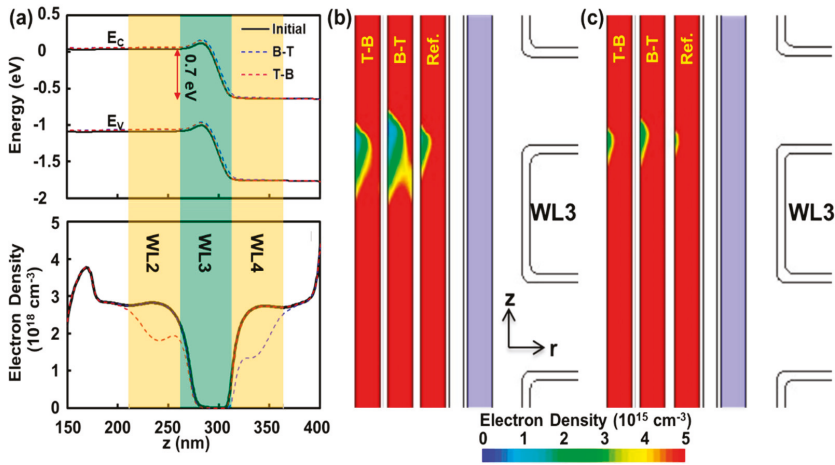 (a)
Energy (eV)
0.5
0
-0.5
-1
-1.5
-2
E_C
E_V
0.7 eV
Initial
B-T
T-B
Electron Density
(10^18 cm^-3)
5
4
3
2
1
0
WL2
WL3
WL4
150 200 250 300 350 400
z (nm)
(b)
T-B
B-T
Ref.
WL3
z
r
(c)
T-B
B-T
Ref.
WL3
Electron Density (10^15 cm^-3)
0 1 2 3 4 5